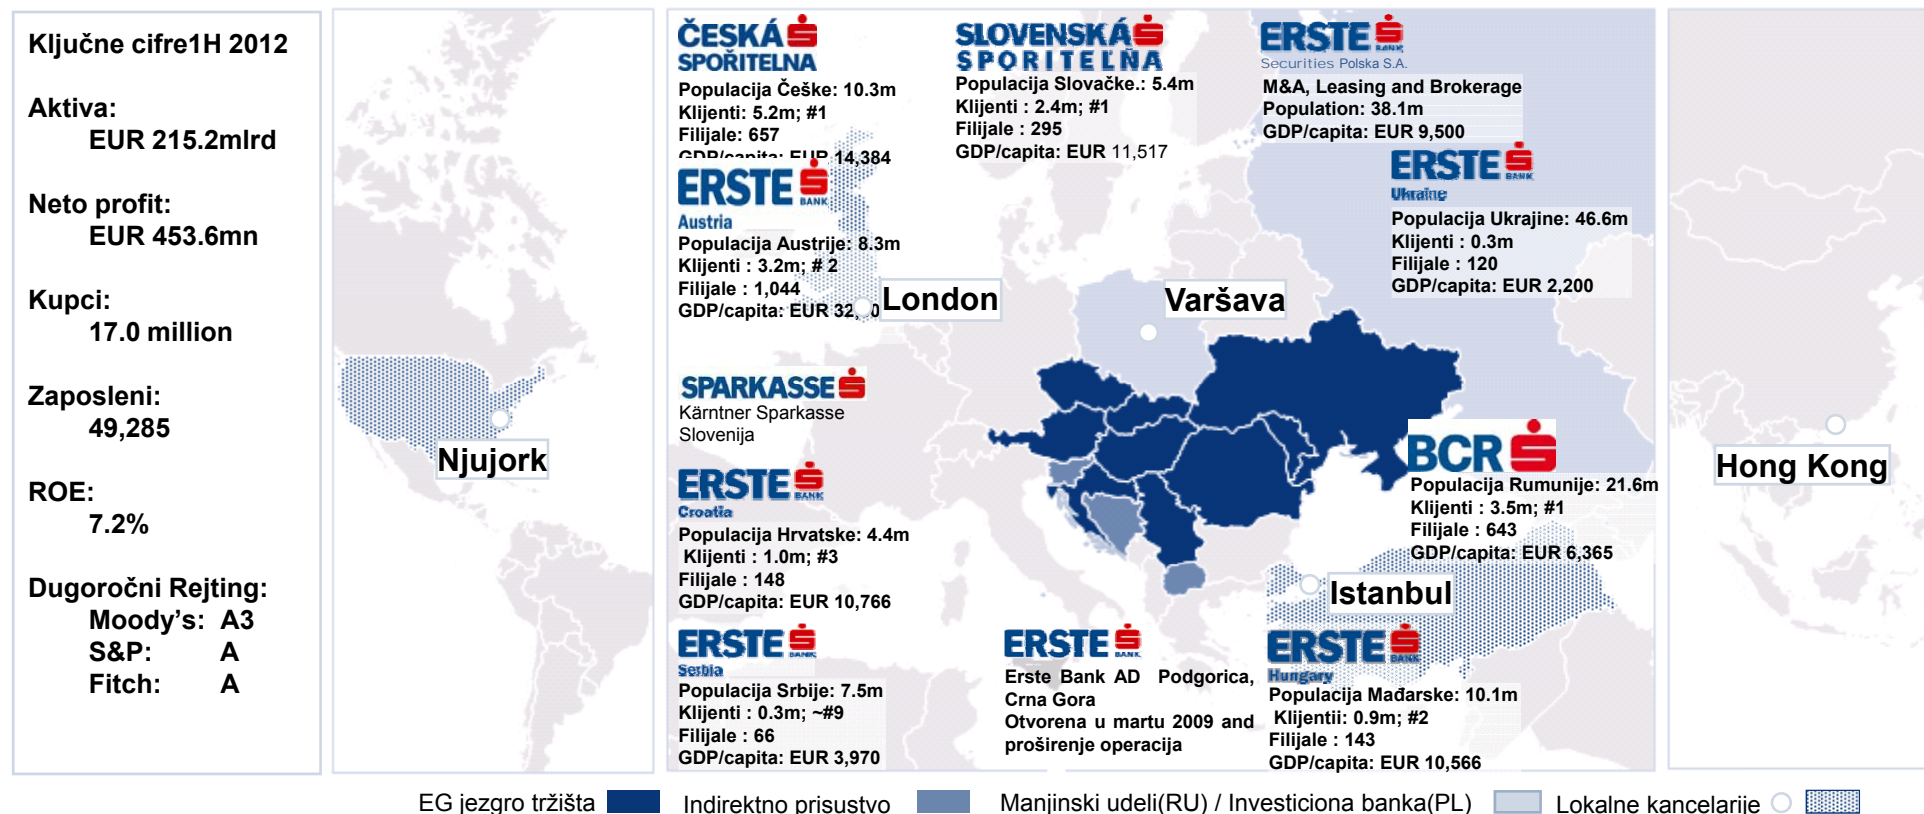 Ključne cifre1H 2012
Aktiva:
EUR 215.2mlrd
Neto profit:
EUR 453.6mn
Kupci:
17.0 million
Zaposleni:
49,285
ROE:
7.2%
Dugoročni Rejting:
Moody's: A3
S&P: A
Fitch: A
Njujork
ČESKÁ
SPOŘITELNA
Populacija Češke: 10.3m
Klijenti: 5.2m; #1
Filijale: 657
GDP/capita: EUR 14,384
SLOVENSKÁ
SPORITEĽŇA
Populacija Slovačke.: 5.4m
Klijenti : 2.4m; #1
Filijale : 295
GDP/capita: EUR 11,517
ERSTE BANK
Securities Polska S.A.
M&A, Leasing and Brokerage
Population: 38.1m
GDP/capita: EUR 9,500
ERSTE BANK
Austria
Populacija Austrije: 8.3m
Klijenti : 3.2m; # 2
Filijale : 1,044
GDP/capita: EUR
ERSTE BANK
Ukraine
Populacija Ukrajine: 46.6m
Klijenti : 0.3m
Filijale : 120
GDP/capita: EUR 2,200
London
Varšava
SPARKASSE
Kärntner Sparkasse
Slovenija
BCR
Populacija Rumunije: 21.6m
Klijenti : 3.5m; #1
Filijale : 643
GDP/capita: EUR 6,365
ERSTE BANK
Croatia
Populacija Hrvatske: 4.4m
Klijenti : 1.0m; #3
Filijale : 148
GDP/capita: EUR 10,766
Istanbul
ERSTE BANK
Serbia
Populacija Srbije: 7.5m
Klijenti : 0.3m; ~#9
Filijale : 66
GDP/capita: EUR 3,970
ERSTE BANK
Erste Bank AD Podgorica,
Crna Gora
Otvorena u martu 2009 and
proširenje operacija
ERSTE BANK
Hungary
Populacija Mađarske: 10.1m
Klijentii: 0.9m; #2
Filijale : 143
GDP/capita: EUR 10,566
Hong Kong
EG jezgro tržišta Indirektno prisustvo Manjinski udeli(RU) / Investiciona banka(PL) Lokalne kancelarije